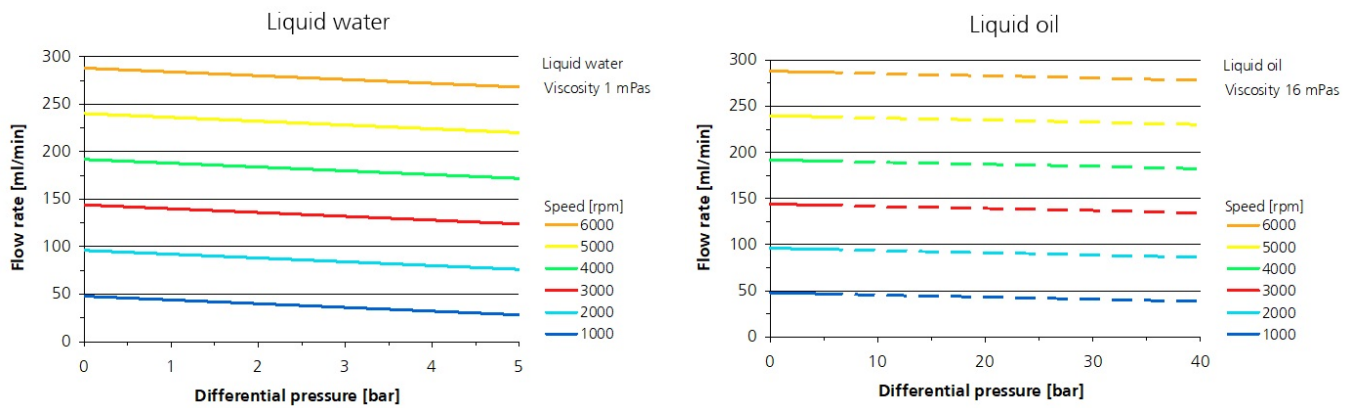 Liquid water
300
250
200
150
100
50
0
Flow rate [ml/min]
0 1 2 3 4 5
Differential pressure [bar]
Liquid water
Viscosity 1 mPas
Speed [rpm]
6000
5000
4000
3000
2000
1000
Liquid oil
300
250
200
150
100
50
0
Flow rate [ml/min]
0 10 20 30 40
Differential pressure [bar]
Liquid oil
Viscosity 16 mPas
Speed [rpm]
6000
5000
4000
3000
2000
1000